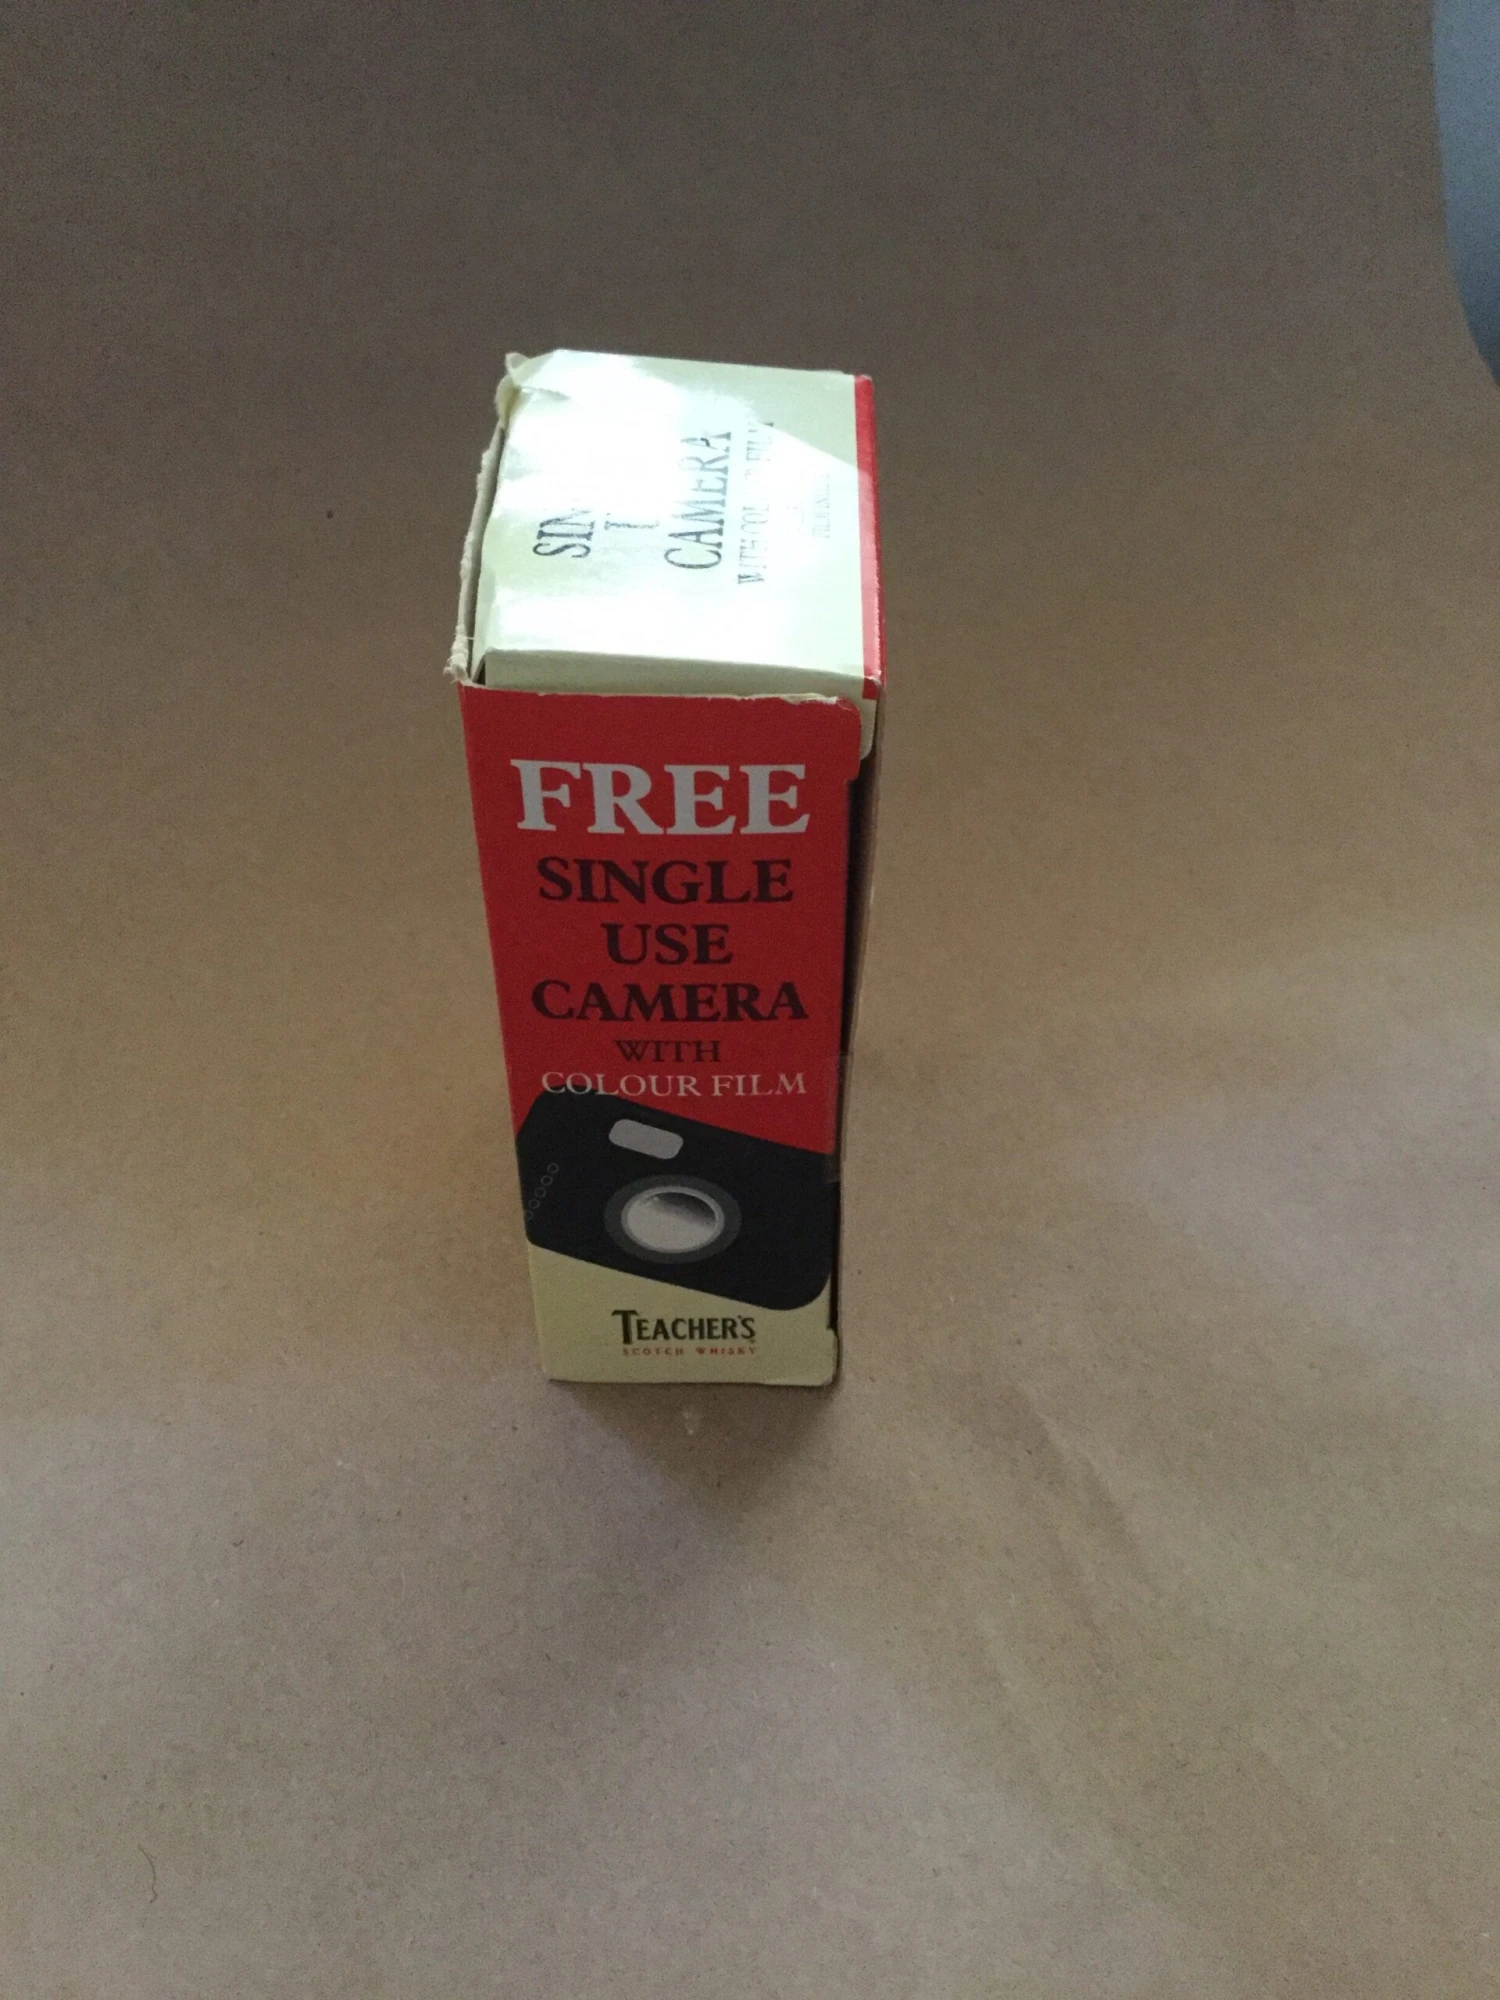 CAMERA
FREE
SINGLE
USE
CAMERA
WITH
COLOUR FILM
TEACHER'S
SCOTCH WHISKY